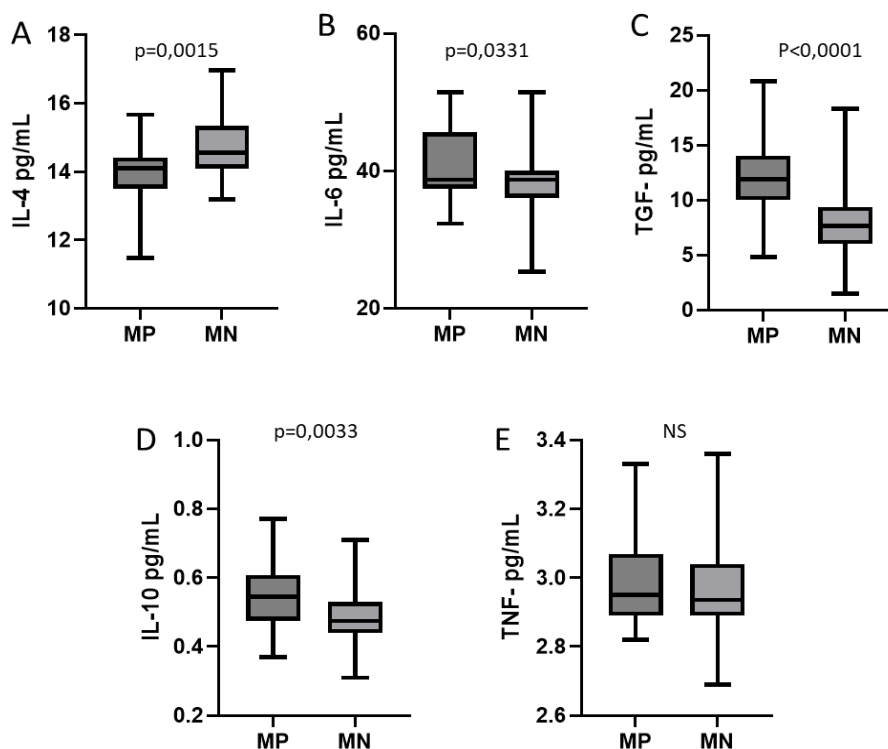 A
p=0,0015
IL-4 pg/mL
18
16
14
12
10
MP MN
B
p=0,0331
IL-6 pg/mL
60
40
20
MP MN
C
P<0,0001
TGF- pg/mL
25
20
15
10
5
0
MP MN
D
p=0,0033
IL-10 pg/mL
1.0
0.8
0.6
0.4
0.2
MP MN
E
NS
TNF- pg/mL
3.4
3.2
3.0
2.8
2.6
MP MN